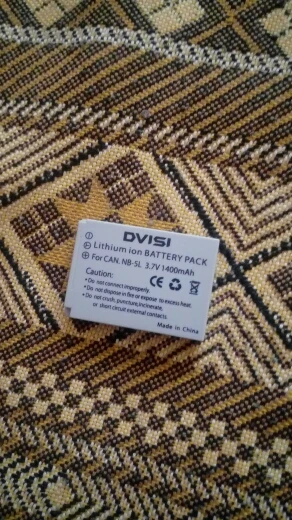 DVISI
Lithium ion BATTERY PACK
For CAN. NB-5L 3.7V 1400mAh
Caution:
CE
• Do not connect improperly.
• Do not dispose in fire or expose to excess heat.
• Do not crush, puncture, incinerate,
or short circuit external contacts.
Made in China